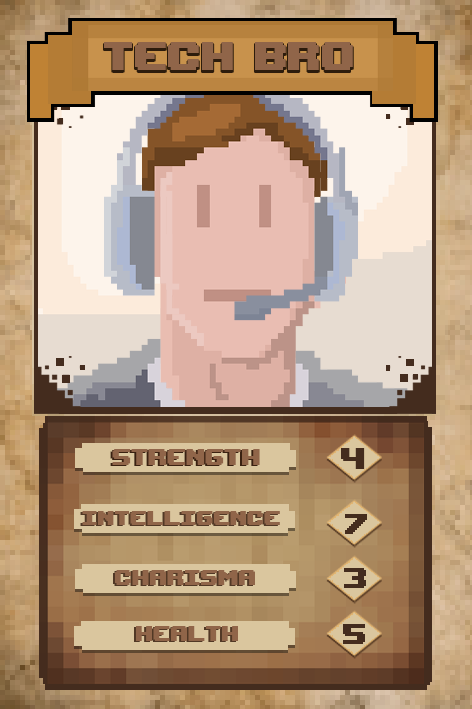 TECH BRO
STRENGTH 4
INTELLIGENCE 7
CHARISMA 3
HEALTH 5